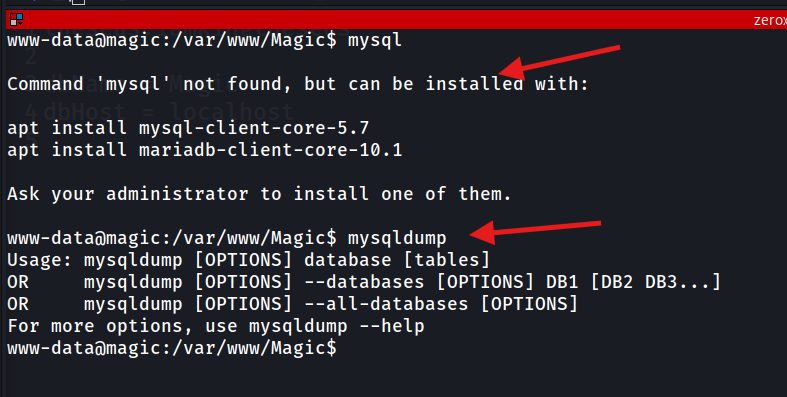 zerox
www-data@magic:/var/www/Magic$ mysql
Command 'mysql' not found, but can be installed with:
dbHost = localhost
apt install mysql-client-core-5.7
apt install mariadb-client-core-10.1
Ask your administrator to install one of them.
www-data@magic:/var/www/Magic$ mysqldump
Usage: mysqldump [OPTIONS] database [tables]
OR     mysqldump [OPTIONS] --databases [OPTIONS] DB1 [DB2 DB3...]
OR     mysqldump [OPTIONS] --all-databases [OPTIONS]
For more options, use mysqldump --help
www-data@magic:/var/www/Magic$